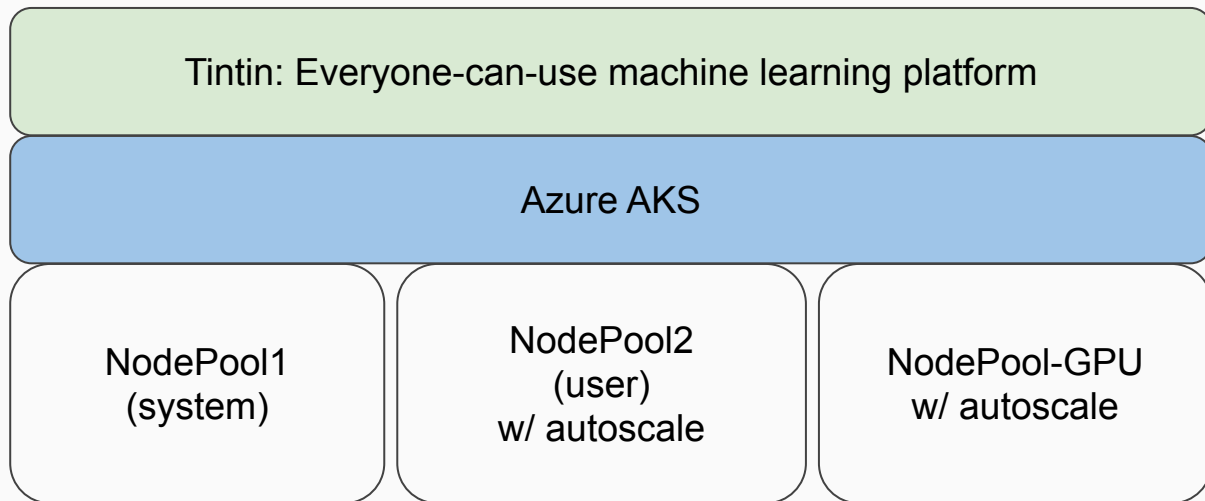 Tintin: Everyone-can-use machine learning platform
Azure AKS
NodePool1
(system)
NodePool2
(user)
w/ autoscale
NodePool-GPU
w/ autoscale